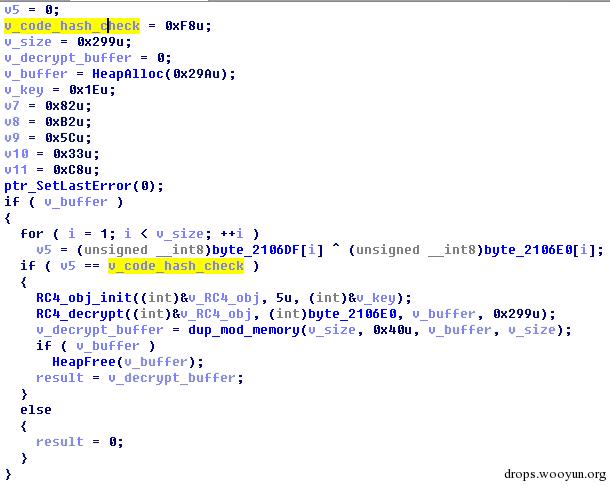 v5 = 0;
v_code_hash_check = 0xF8u;
v_size = 0x299u;
v_decrypt_buffer = 0;
v_buffer = HeapAlloc(0x29Au);
v_key = 0x1Eu;
v7 = 0x82u;
v8 = 0xB2u;
v9 = 0x5Cu;
v10 = 0x33u;
v11 = 0xC8u;
ptr_SetLastError(0);
if ( v_buffer )
{
for ( i = 1; i < v_size; ++i )
v5 = (unsigned __int8)byte_2106DF[i] ^ (unsigned __int8)byte_2106E0[i];
if ( v5 == v_code_hash_check )
{
RC4_obj_init((int)&v_RC4_obj, 5u, (int)&v_key);
RC4_decrypt((int)&v_RC4_obj, (int)byte_2106E0, v_buffer, 0x299u);
v_decrypt_buffer = dup_mod_memory(v_size, 0x40u, v_buffer, v_size);
if ( v_buffer )
HeapFree(v_buffer);
result = v_decrypt_buffer;
}
else
{
result = 0;
}
}
drops.wooyun.org